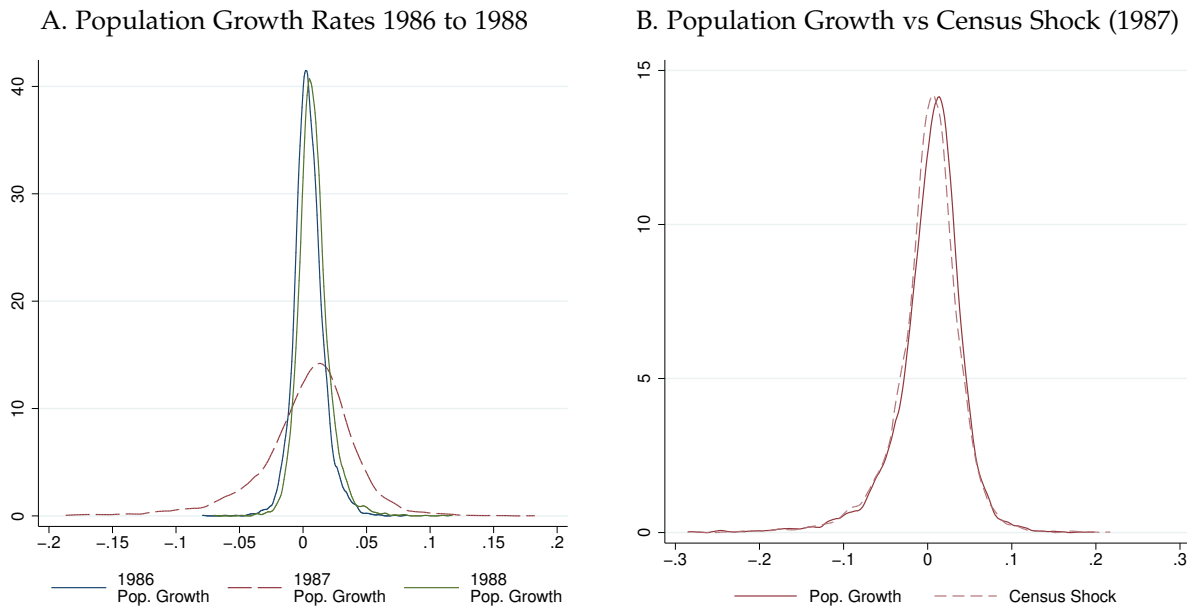 A. Population Growth Rates 1986 to 1988
40
30
20
10
0
-.2 -.15 -.1 -.05 0 .05 .1 .15 .2
1986 Pop. Growth
1987 Pop. Growth
1988 Pop. Growth
B. Population Growth vs Census Shock (1987)
15
10
5
0
-.3 -.2 -.1 0 .1 .2 .3
Pop. Growth Census Shock